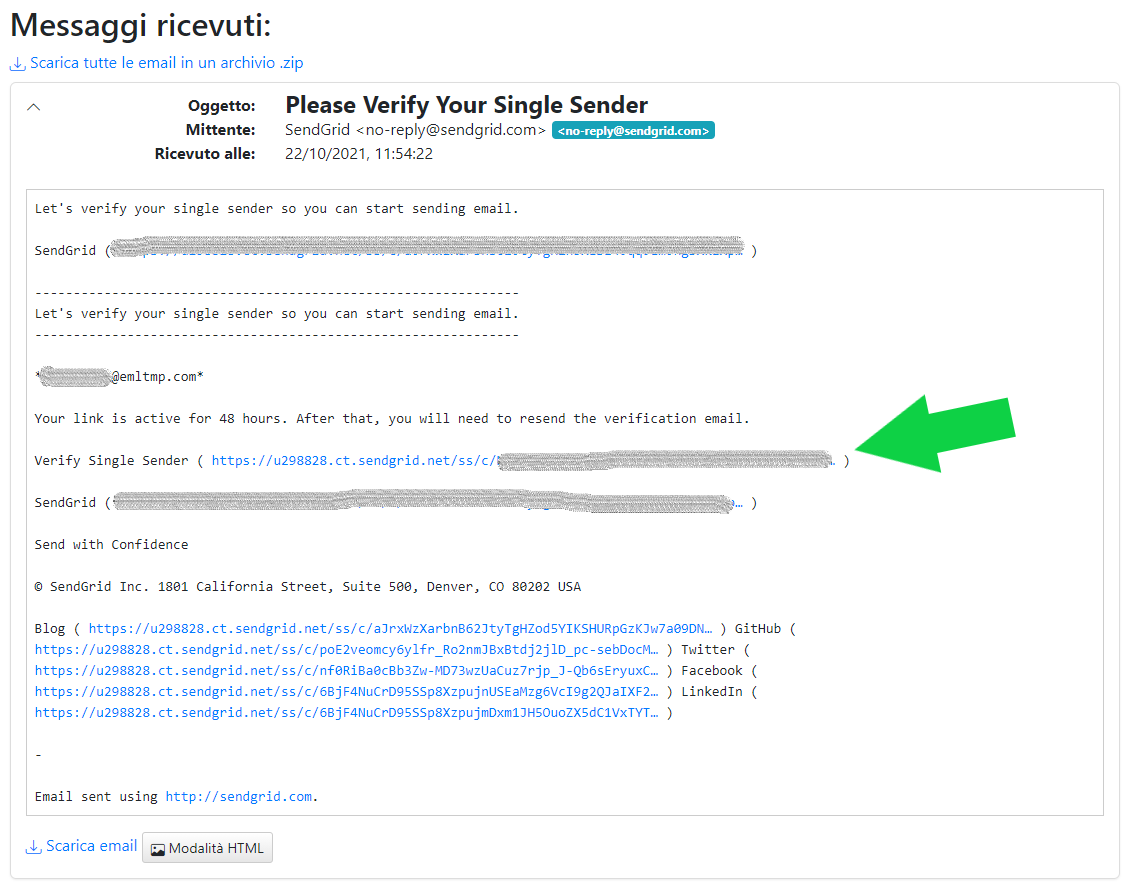 Messaggi ricevuti:
Scarica tutte le email in un archivio .zip
Oggetto: Please Verify Your Single Sender
Mittente: SendGrid <no-reply@sendgrid.com> <no-reply@sendgrid.com>
Ricevuto alle: 22/10/2021, 11:54:22
Let's verify your single sender so you can start sending email.
SendGrid ( )
---------------------------------------------------------------
Let's verify your single sender so you can start sending email.
---------------------------------------------------------------
* @emltmp.com*
Your link is active for 48 hours. After that, you will need to resend the verification email.
Verify Single Sender ( https://u298828.ct.sendgrid.net/ss/c/ )
SendGrid ( … )
Send with Confidence
© SendGrid Inc. 1801 California Street, Suite 500, Denver, CO 80202 USA
Blog ( https://u298828.ct.sendgrid.net/ss/c/aJrxWzXarbnB62JtyTgHZod5YIKSHURpGzKJw7a09DN… ) GitHub (
https://u298828.ct.sendgrid.net/ss/c/poE2veomcy6ylfr_Ro2nmJBxBtdj2jlD_pc-sebDocM… ) Twitter (
https://u298828.ct.sendgrid.net/ss/c/nf0RiBa0cBb3Zw-MD73wzUaCuz7rjp_J-Qb6sEryuxC… ) Facebook (
https://u298828.ct.sendgrid.net/ss/c/6BjF4NuCrD95SSp8XzpujnUSEaMzg6VcI9g2QJaIXF2… ) LinkedIn (
https://u298828.ct.sendgrid.net/ss/c/6BjF4NuCrD95SSp8XzpujmDxm1JH5OuoZX5dC1VxTYT… )
-
Email sent using http://sendgrid.com.
Scarica email Modalità HTML